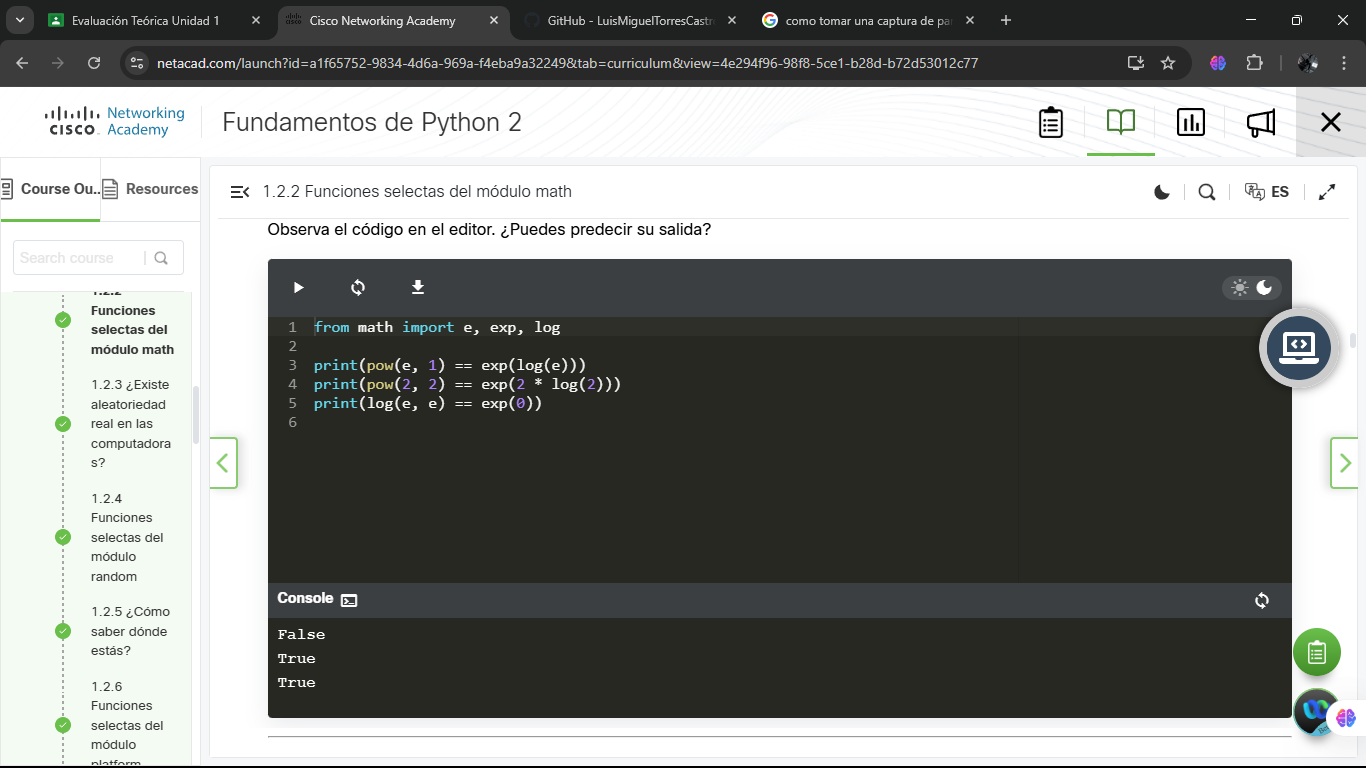 Evaluación Teórica Unidad 1
Cisco Networking Academy
GitHub - LuisMiguelTorresCastr
como tomar una captura de pan
netacad.com/launch?id=a1f65752-9834-4d6a-969a-f4eba9a32249&tab=curriculum&view=4e294f96-98f8-5ce1-b28d-b72d53012c77
CISCO Networking Academy
Fundamentos de Python 2
Course Ou...
Resources
1.2.2 Funciones selectas del módulo math
ES
Search course
1.2.2
Funciones
selectas del
módulo math
1.2.3 ¿Existe
aleatoriedad
real en las
computadora
s?
1.2.4
Funciones
selectas del
módulo
random
1.2.5 ¿Cómo
saber dónde
estás?
1.2.6
Funciones
selectas del
módulo
platform
Observa el código en el editor. ¿Puedes predecir su salida?
1 from math import e, exp, log
2
3 print(pow(e, 1) == exp(log(e)))
4 print(pow(2, 2) == exp(2 * log(2)))
5 print(log(e, e) == exp(0))
6
Console
False
True
True